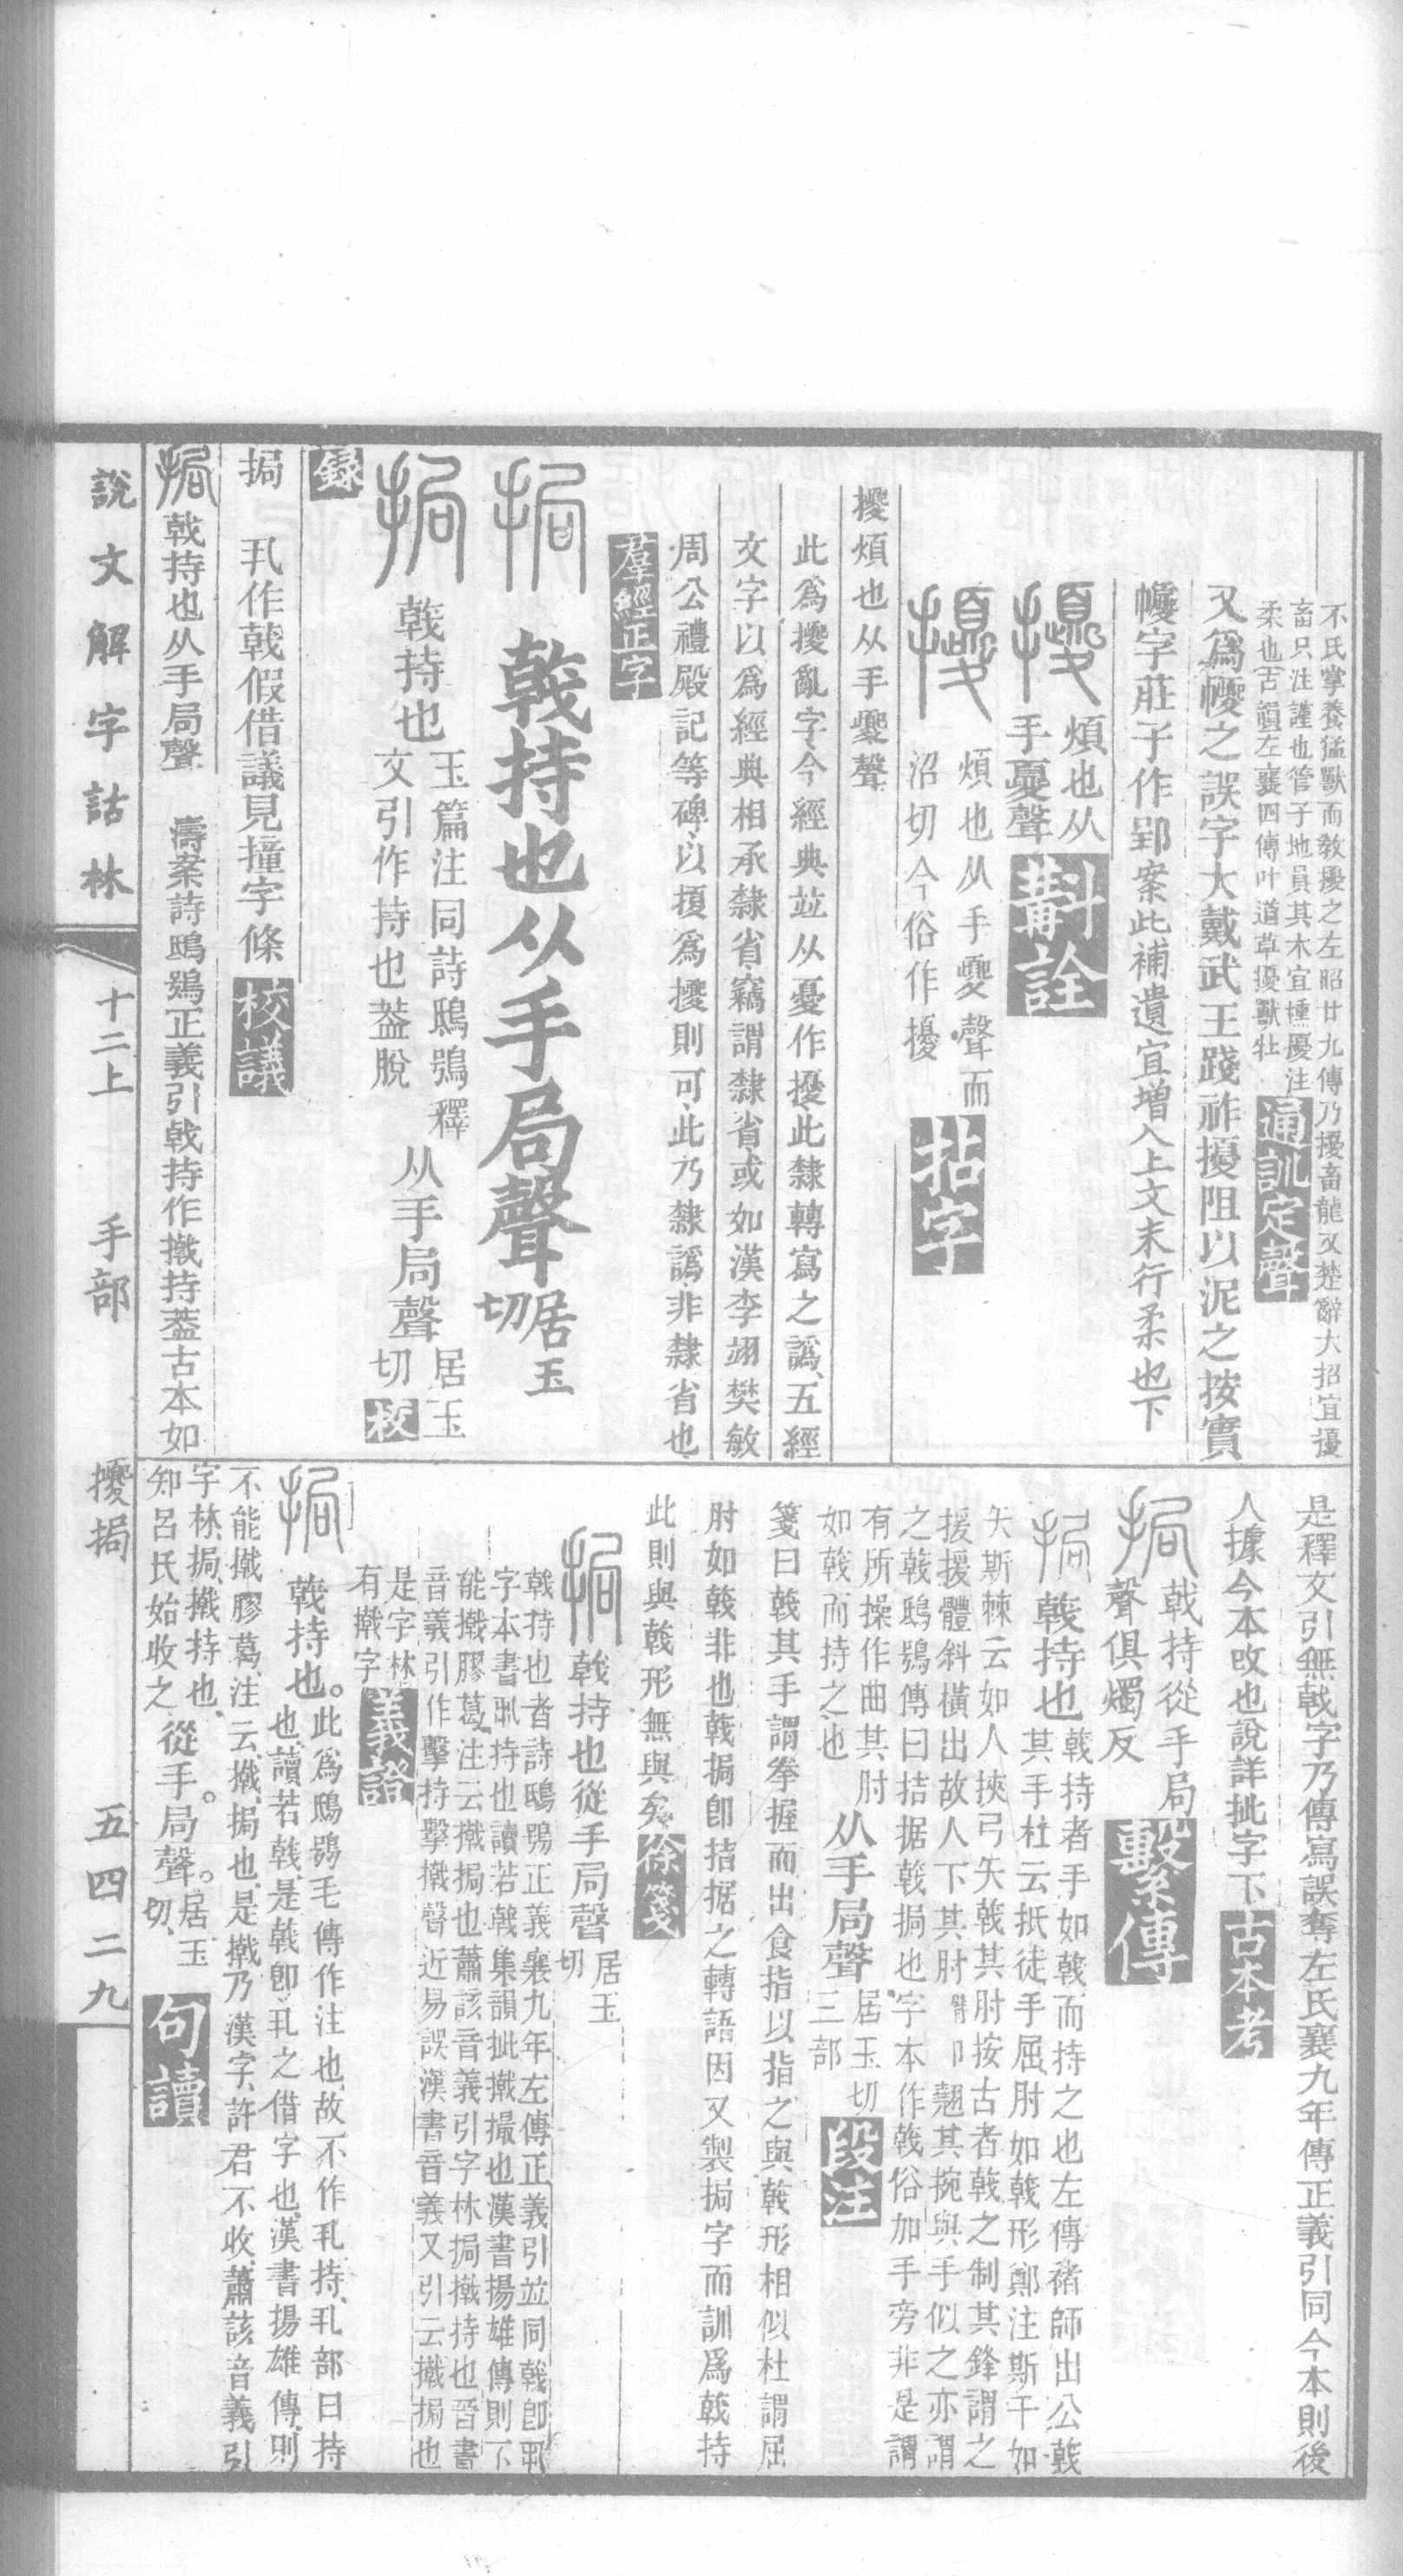 不氏掌養猛獸而教擾之左昭廿九傳乃擾畜龍又楚辭大招宜擾
畜只注謹也管子地員其木宜擾注
柔也古韻左襄四傳叶道草擾獸牡
通訓定聲
又爲㠜之誤字大戴武王踐祚擾阻以泥之按實
㠜字莊子作郢案此補遺宜增入上文末行柔也下
煩也从
手夒聲
斠詮
煩也从手夒聲而
沼切今俗作擾
拈字
擾煩也从手夒聲
此爲擾亂字今經典並从憂作擾此隸轉寫之譌五經
文字以爲經典相承隸省竊謂隸省或如漢李翊樊敏
周公禮殿記等碑以擾爲擾則可此乃隸譌非隸省也
羣經正字
挶 戟持也从手局聲居玉切
挶 戟持也
玉篇注同詩鴟鴞釋
文引作持也葢脫
从手局聲
居玉
切
校
録
挶 丮作戟假借議見撞字條
校議
挶 戟持也从手局聲 濤案詩鴟鴞正義引戟持作撠持葢古本如
是釋文引無戟字乃傳寫誤奪左氏襄九年傳正義引同今本則後
人據今本改也說詳批字下
古本考
挶 戟持從手局
聲俱燭反
繫傳
挶 戟持也
戟持者手如戟而持之也左傳褚師出公戟
其手杜云扺徒手屈肘如戟形鄭注斯干如
矢斯棘云如人挾弓矢戟其肘按古者戟之制其鋒謂之
援援體斜橫出故人下其肘翹其捥與手似之亦謂
之戟鴟鴞傳曰拮据戟挶也字本作戟俗加手旁非是謂
有所操作曲其肘
如戟而持之也
从手局聲
居玉切
三部
段注
箋曰戟其手謂拳握而出食指以指之與戟形相似杜謂屈
肘如戟非也戟挶卽拮据之轉語因又製挶字而訓爲戟持
此則與戟形無與矣
徐箋
挶 戟持也從手局聲
居玉
切
戟持也者詩鴟鴞正義襄九年左傳正義引並同戟卽丮
字本書丮持也讀若戟集韻批撠撮也漢書揚雄傳則不
能撠膠葛注云撠挶也蕭該音義引字林挶撠持也晉書
音義引作擊持擊撠聲近易誤漢書音義又引云撠挶也
是字林
有撠字
義證
挶 戟持也。
此爲鴟鴞毛傳作注也故不作丮持丮部曰持
也讀若戟是戟卽丮之借字也漢書揚雄傳則
不能撠膠葛注云撠挶也是撠乃漢字許君不收蕭該音義引
字林挶撠持也
知呂氏始收之
從手。局聲。
居玉
切
句讀
說文解字詁林
十二上 手部
擾挶
五四二九